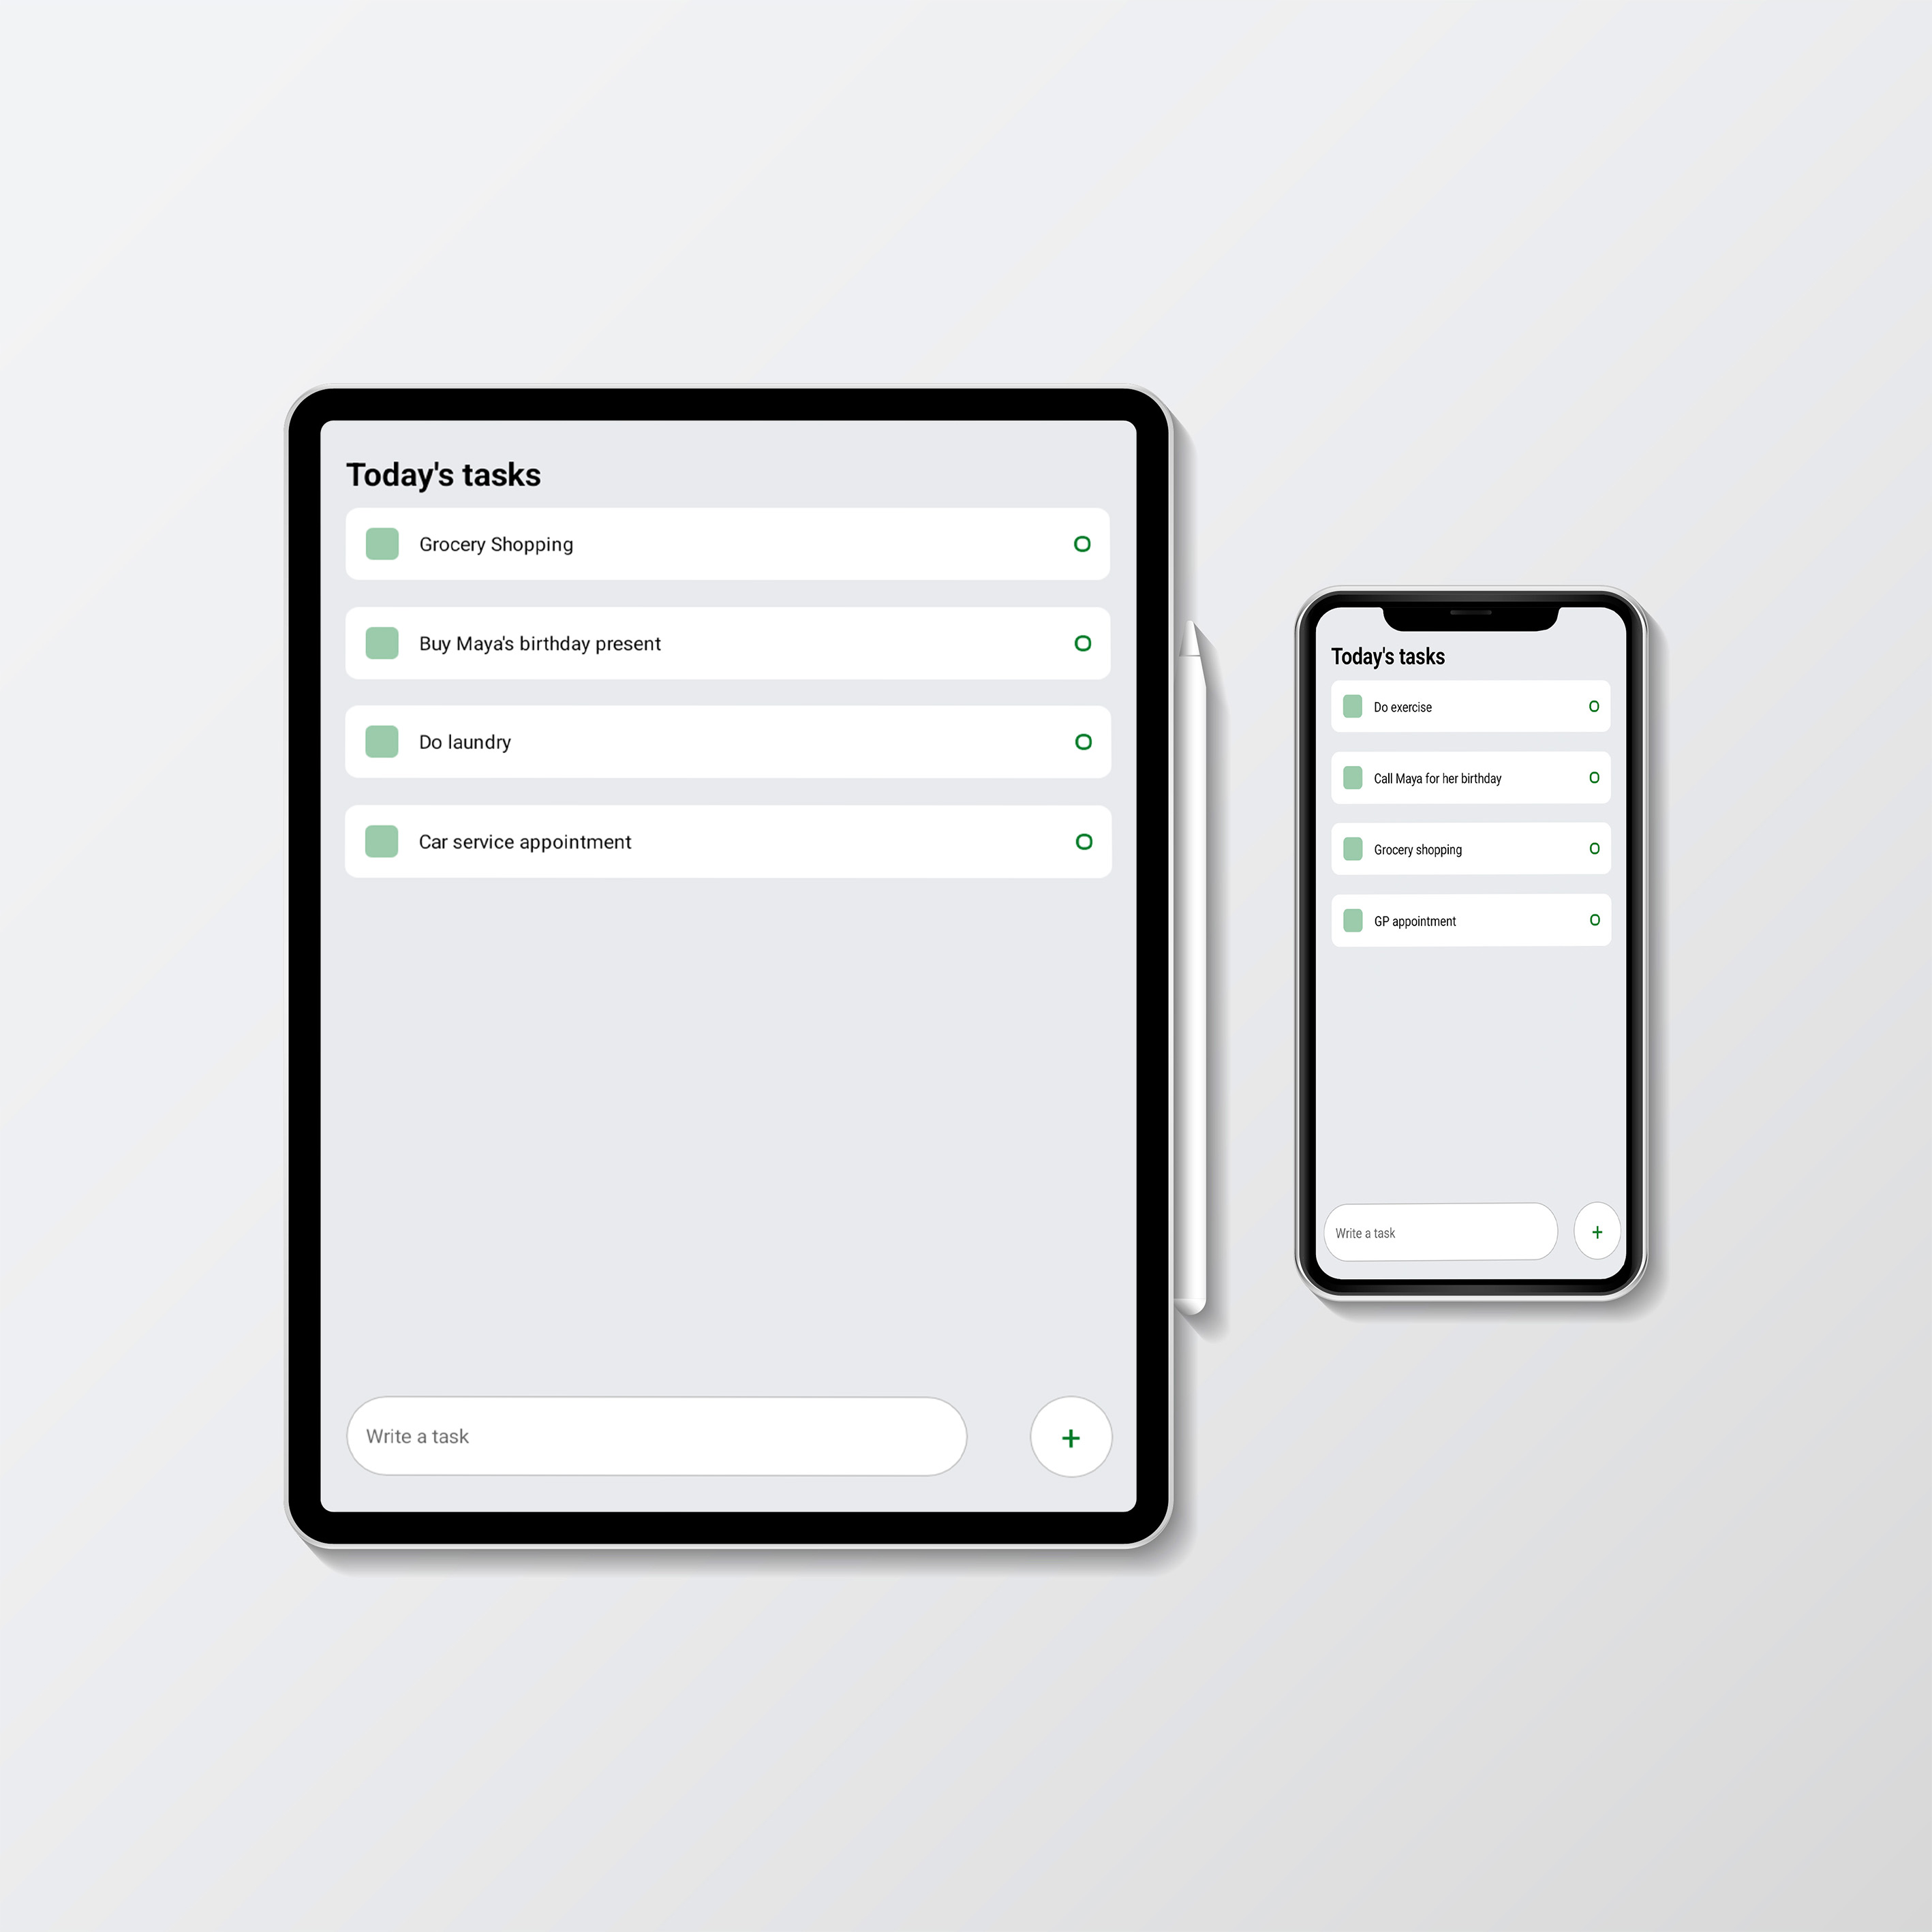 Today's tasks
Grocery Shopping
Buy Maya's birthday present
Do laundry
Car service appointment
Write a task
+
Today's tasks
Do exercise
Call Maya for her birthday
Grocery shopping
GP appointment
Write a task
+